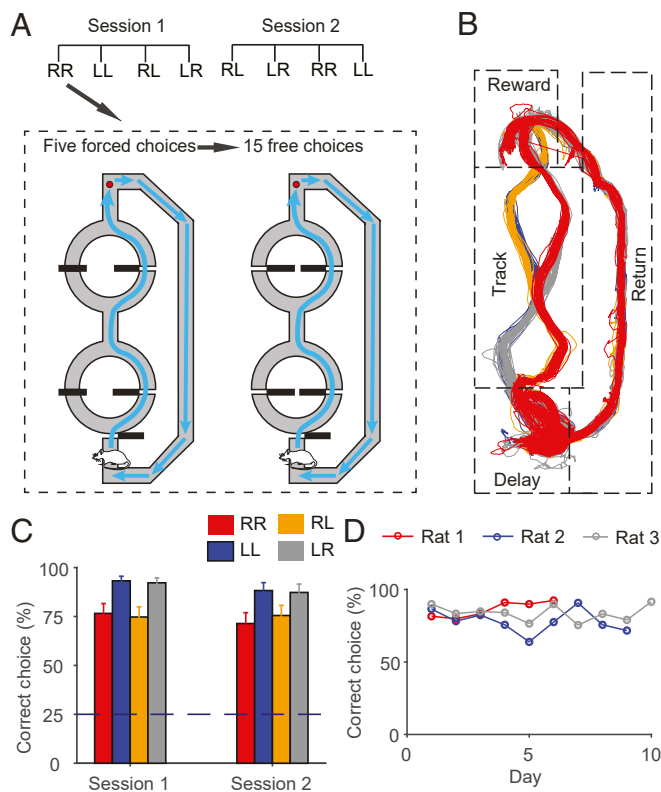 A
Session 1
Session 2
RR LL RL LR
RL LR RR LL
Five forced choices
15 free choices
B
Reward
Track
Return
Delay
C
RR
RL
LL
LR
Correct choice (%)
100
75
50
25
0
Session 1
Session 2
D
Rat 1
Rat 2
Rat 3
Correct choice (%)
100
50
0
0
5
10
Day